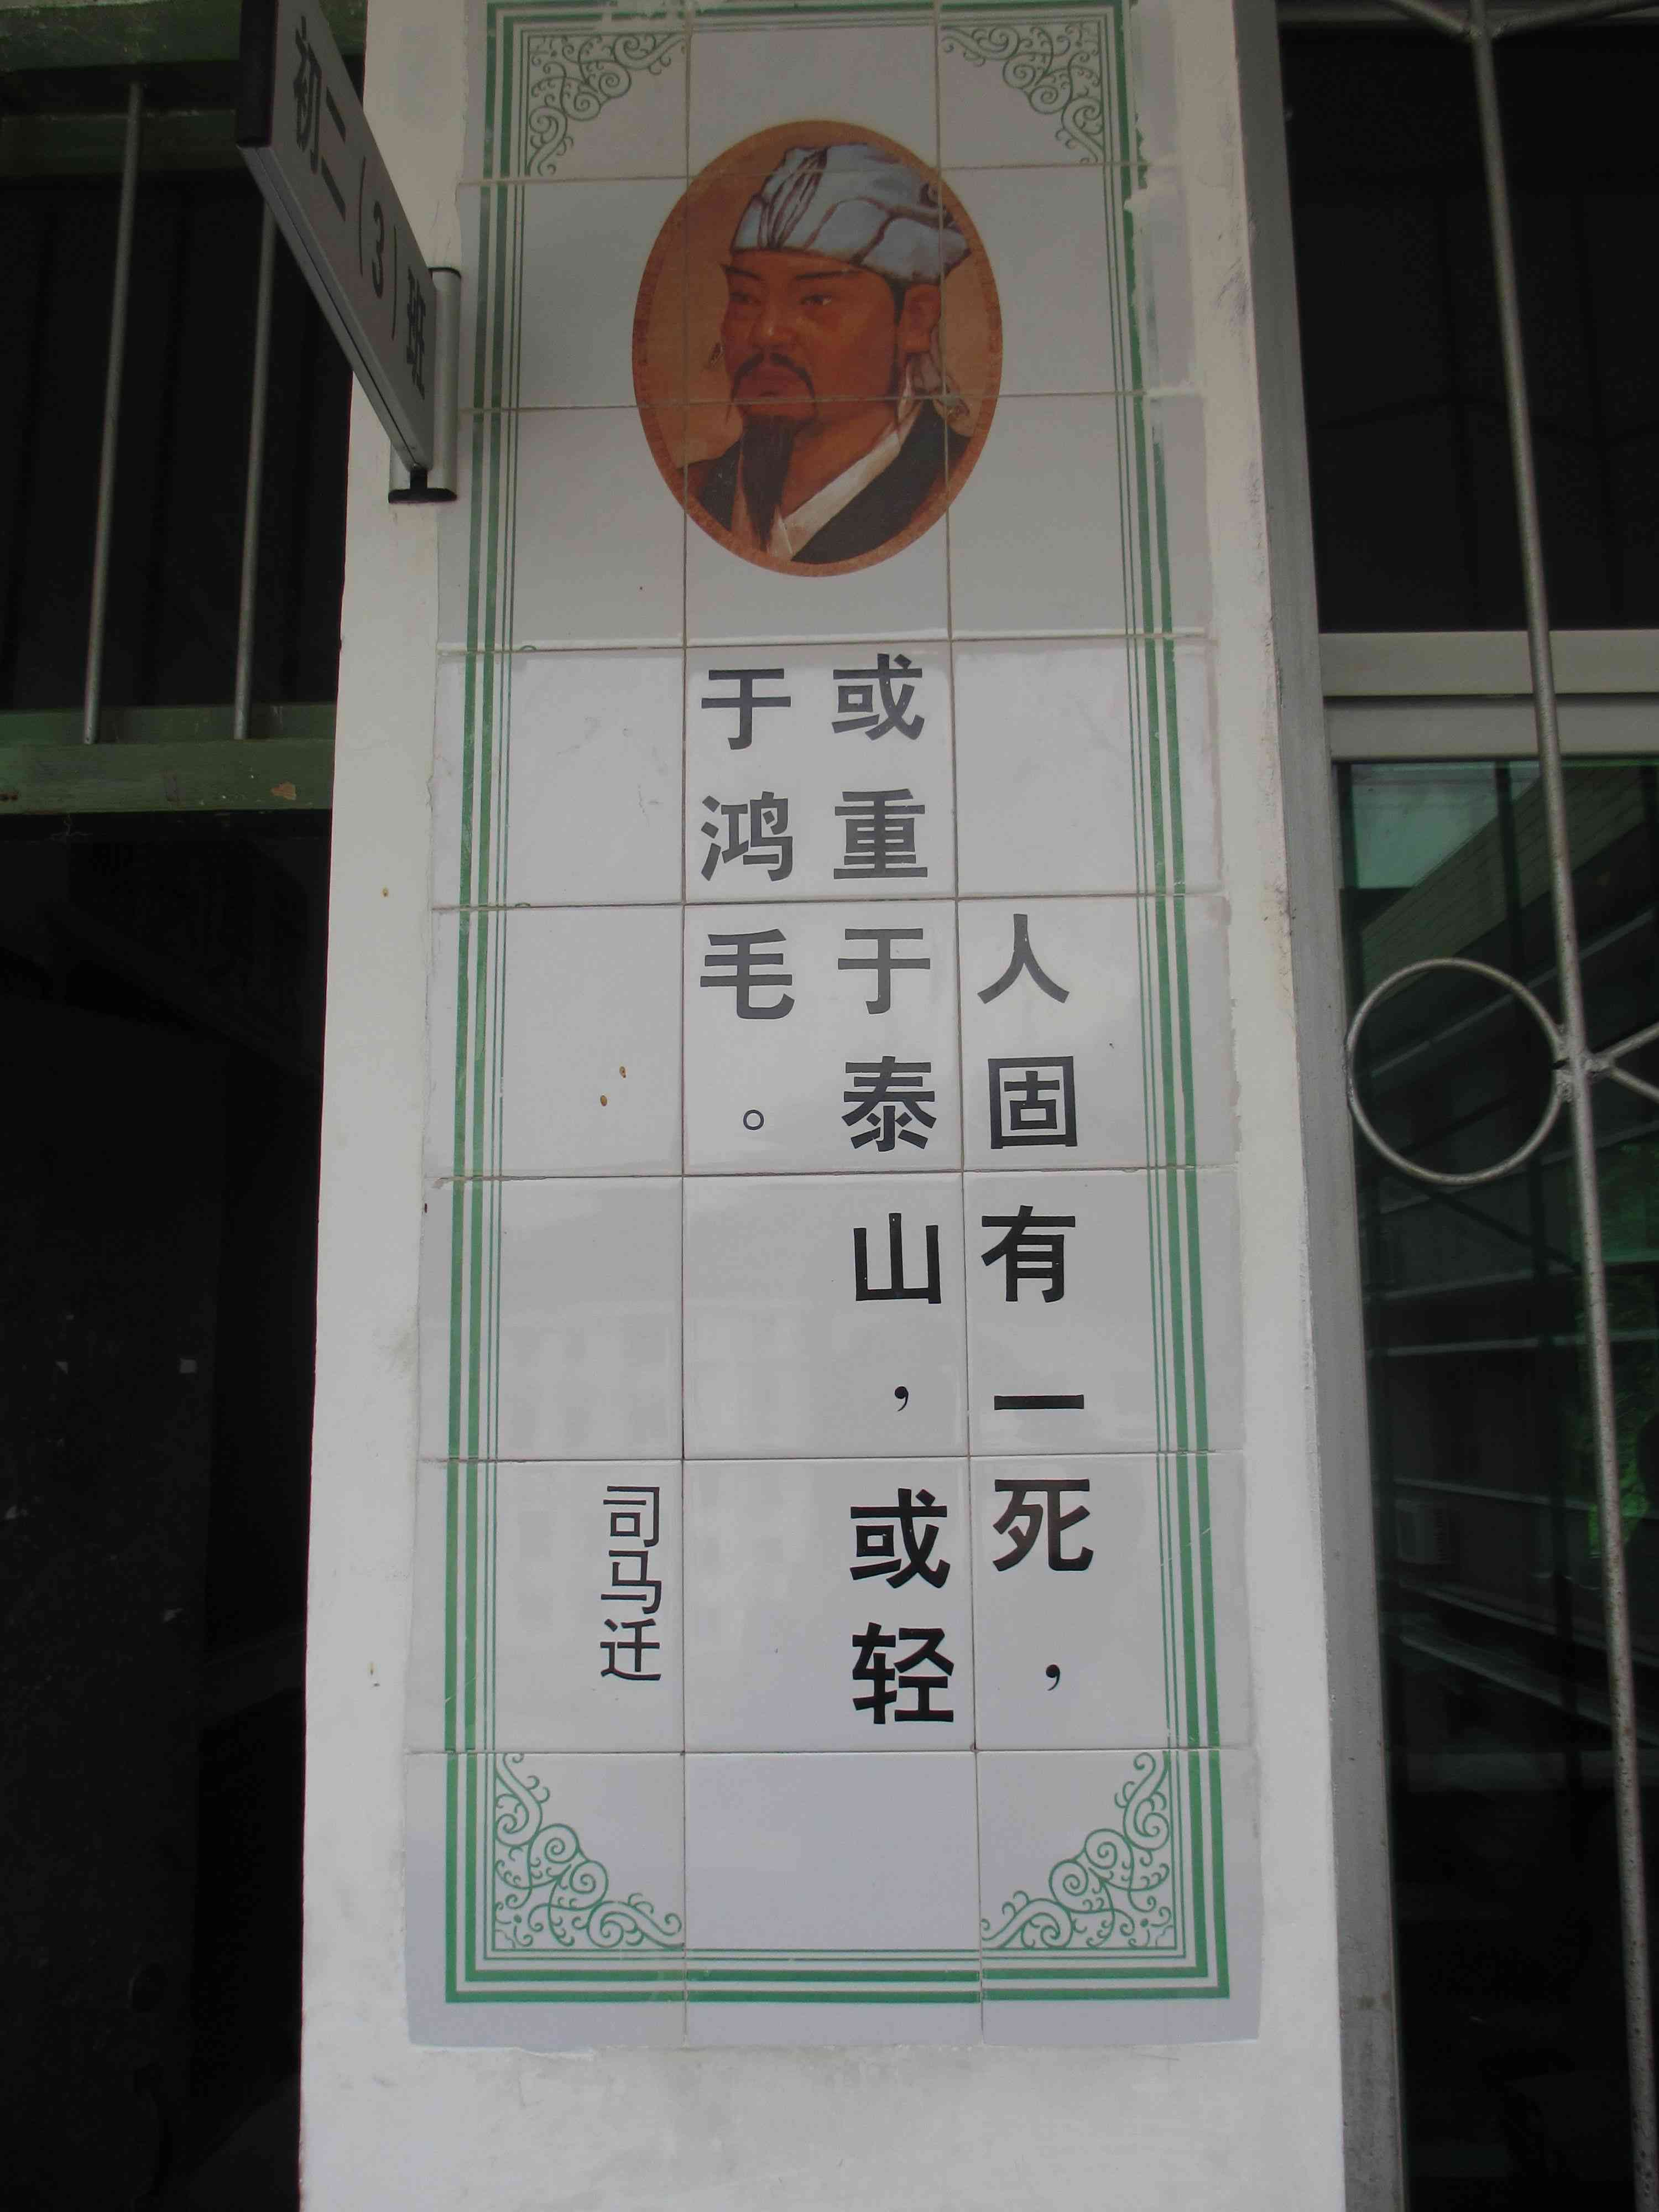 初二（3）班
人固有一死，
或重于泰山，或轻
于鸿毛。
司马迁